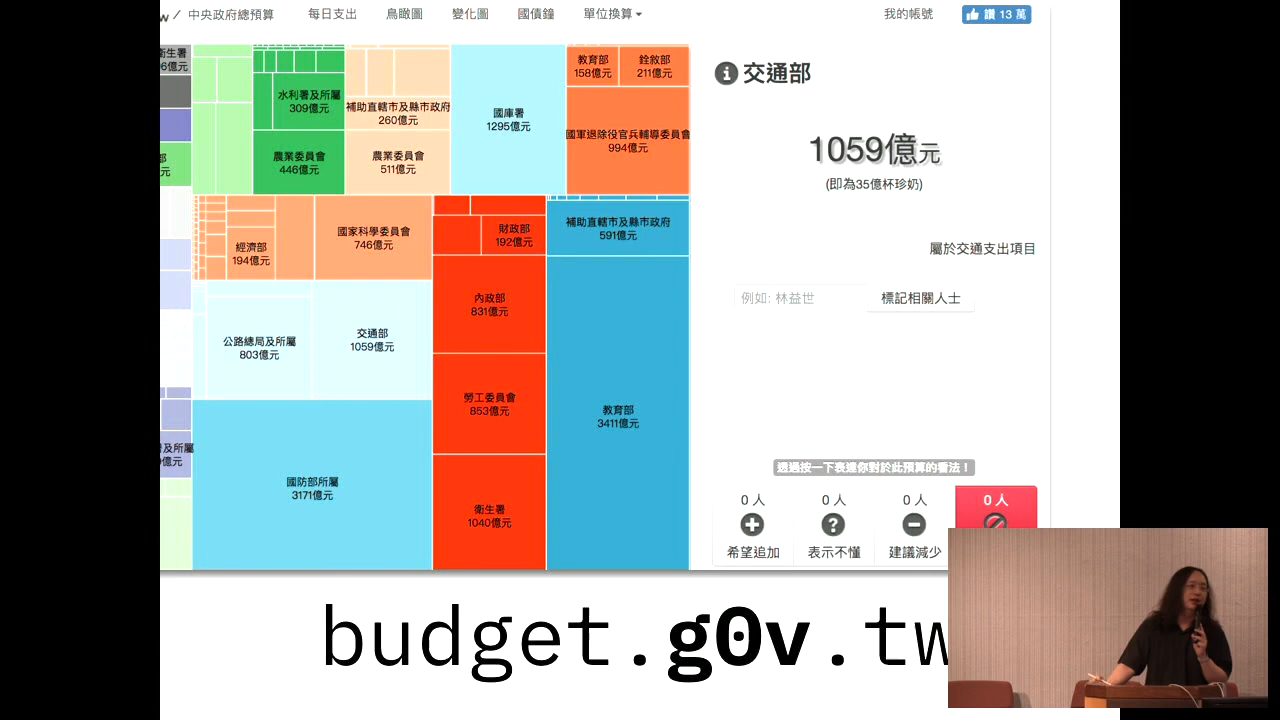 w / 中央政府總預算 每日支出 鳥瞰圖 變化圖 國債鐘 單位換算 我的帳號 讚 13 萬
衛生署
6億元
部
元
及所屬
億元
水利署及所屬
309億元
農業委員會
446億元
補助直轄市及縣市政府
260億元
農業委員會
511億元
國庫署
1295億元
教育部
158億元
銓敘部
211億元
國軍退除役官兵輔導委員會
994億元
經濟部
194億元
國家科學委員會
746億元
財政部
192億元
補助直轄市及縣市政府
591億元
公路總局及所屬
803億元
交通部
1059億元
內政部
831億元
勞工委員會
853億元
教育部
3411億元
國防部所屬
3171億元
衛生署
1040億元
交通部
1059億元
(即為35億杯珍奶)
屬於交通支出項目
例如: 林益世 標記相關人士
透過按一下表達你對於此預算的看法！
0 人 0 人 0 人 0 人
希望追加 表示不懂 建議減少
budget.g0v.tw